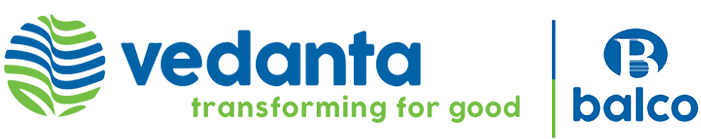 vedanta
transforming for good
B
balco